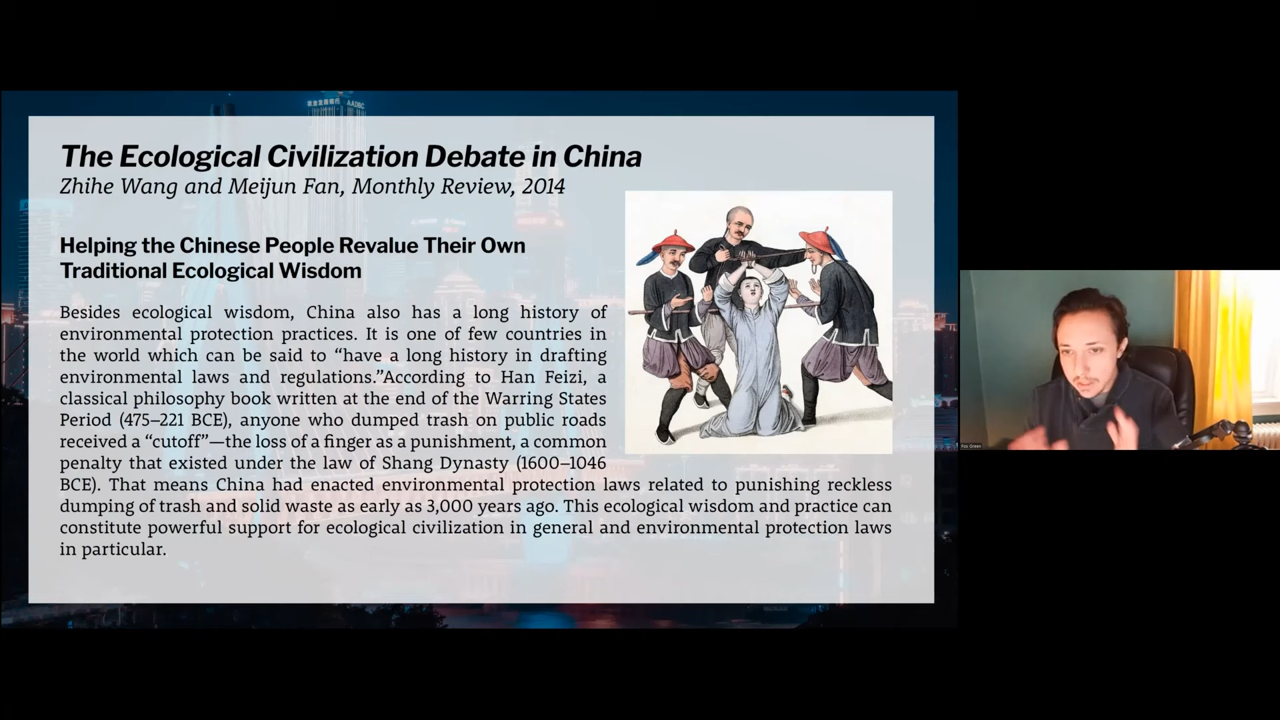 农业发展银行 AADBC
The Ecological Civilization Debate in China
Zhihe Wang and Meijun Fan, Monthly Review, 2014
Helping the Chinese People Revalue Their Own
Traditional Ecological Wisdom
Besides ecological wisdom, China also has a long history of
environmental protection practices. It is one of few countries in
the world which can be said to “have a long history in drafting
environmental laws and regulations.”According to Han Feizi, a
classical philosophy book written at the end of the Warring States
Period (475–221 BCE), anyone who dumped trash on public roads
received a “cutoff”—the loss of a finger as a punishment, a common
penalty that existed under the law of Shang Dynasty (1600–1046
BCE). That means China had enacted environmental protection laws related to punishing reckless
dumping of trash and solid waste as early as 3,000 years ago. This ecological wisdom and practice can
constitute powerful support for ecological civilization in general and environmental protection laws
in particular.